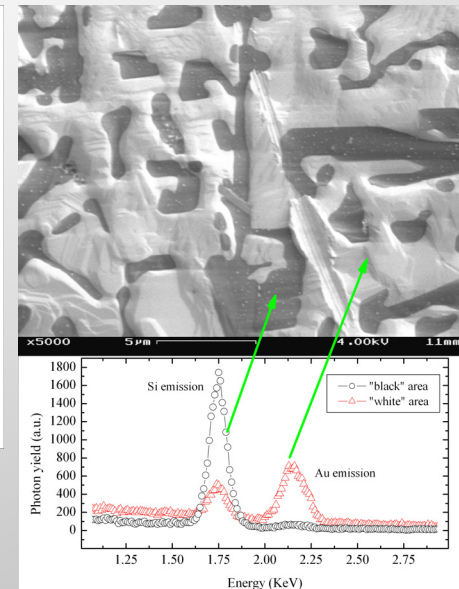 x5000 5μm 4.00kV 11mm
1800
1600
1400
1200
1000
800
600
400
200
0
Photon yield (a.u.)
Si emission
"black" area
"white" area
Au emission
1.25 1.50 1.75 2.00 2.25 2.50 2.75
Energy (KeV)